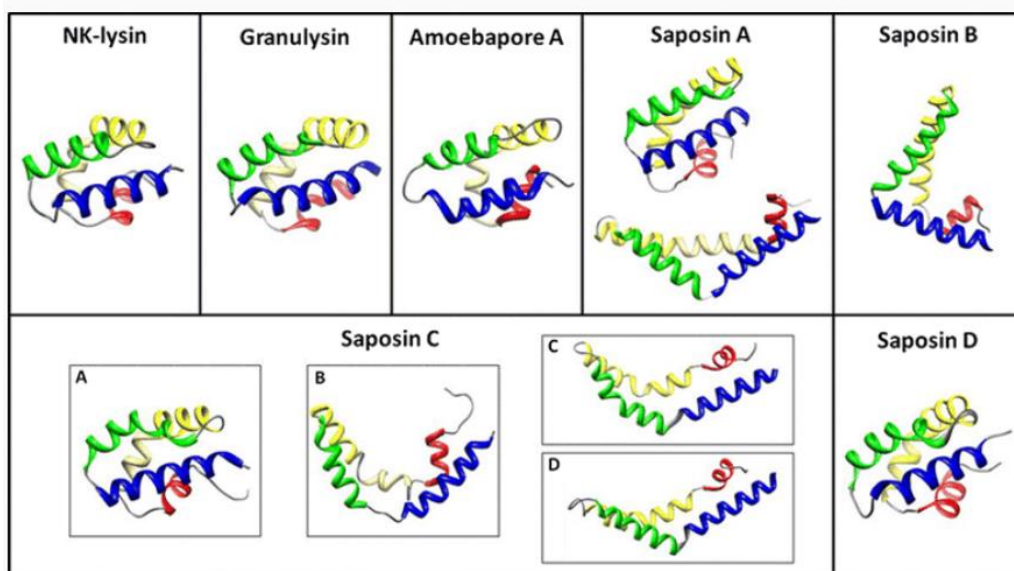 NK-lysin
Granulysin
Amoebapore A
Saposin A
Saposin B
Saposin C
A
B
C
D
Saposin D